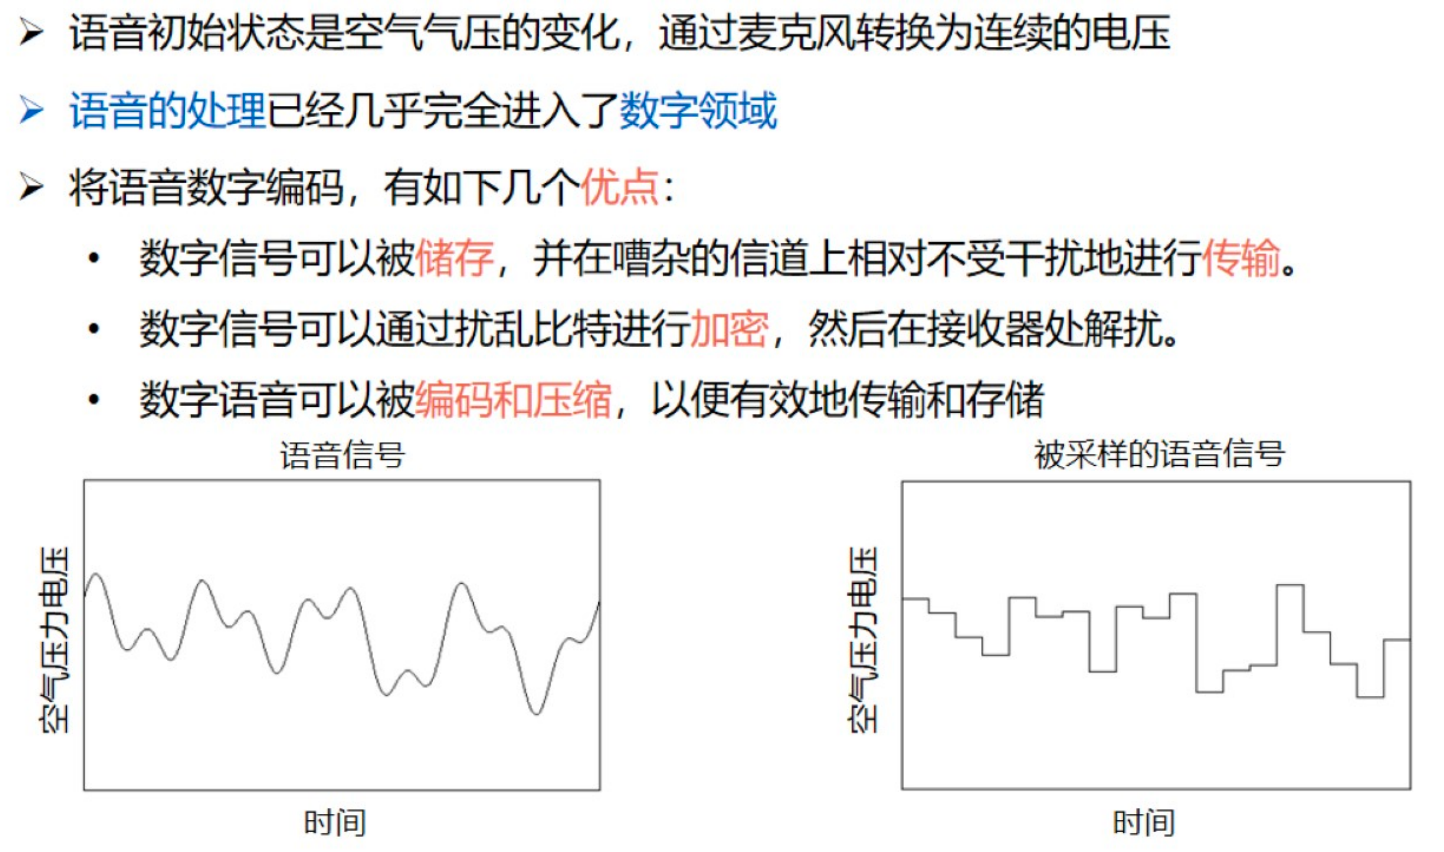 ➢ 语音初始状态是空气气压的变化，通过麦克风转换为连续的电压
➢ 语音的处理已经几乎完全进入了数字领域
➢ 将语音数字编码，有如下几个优点：
• 数字信号可以被储存，并在嘈杂的信道上相对不受干扰地进行传输。
• 数字信号可以通过扰乱比特进行加密，然后在接收器处解扰。
• 数字语音可以被编码和压缩，以便有效地传输和存储
语音信号
空气压力电压
时间
被采样的语音信号
空气压力电压
时间